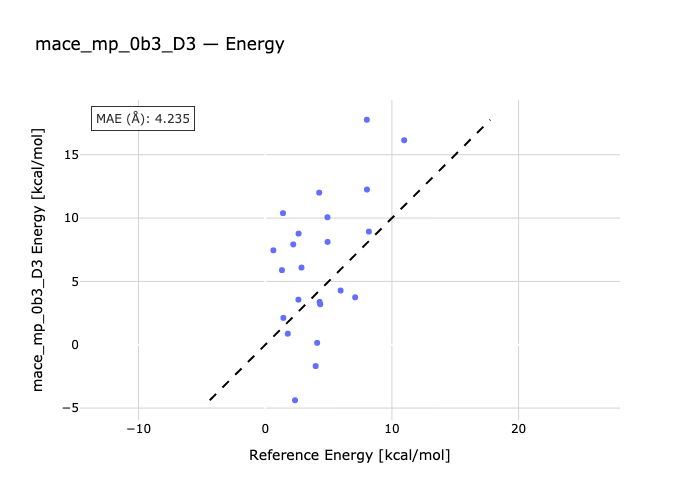 mace_mp_0b3_D3 — Energy
MAE (Å): 4.235
mace_mp_0b3_D3 Energy [kcal/mol]
15
10
5
0
−5
−10
0
10
20
Reference Energy [kcal/mol]